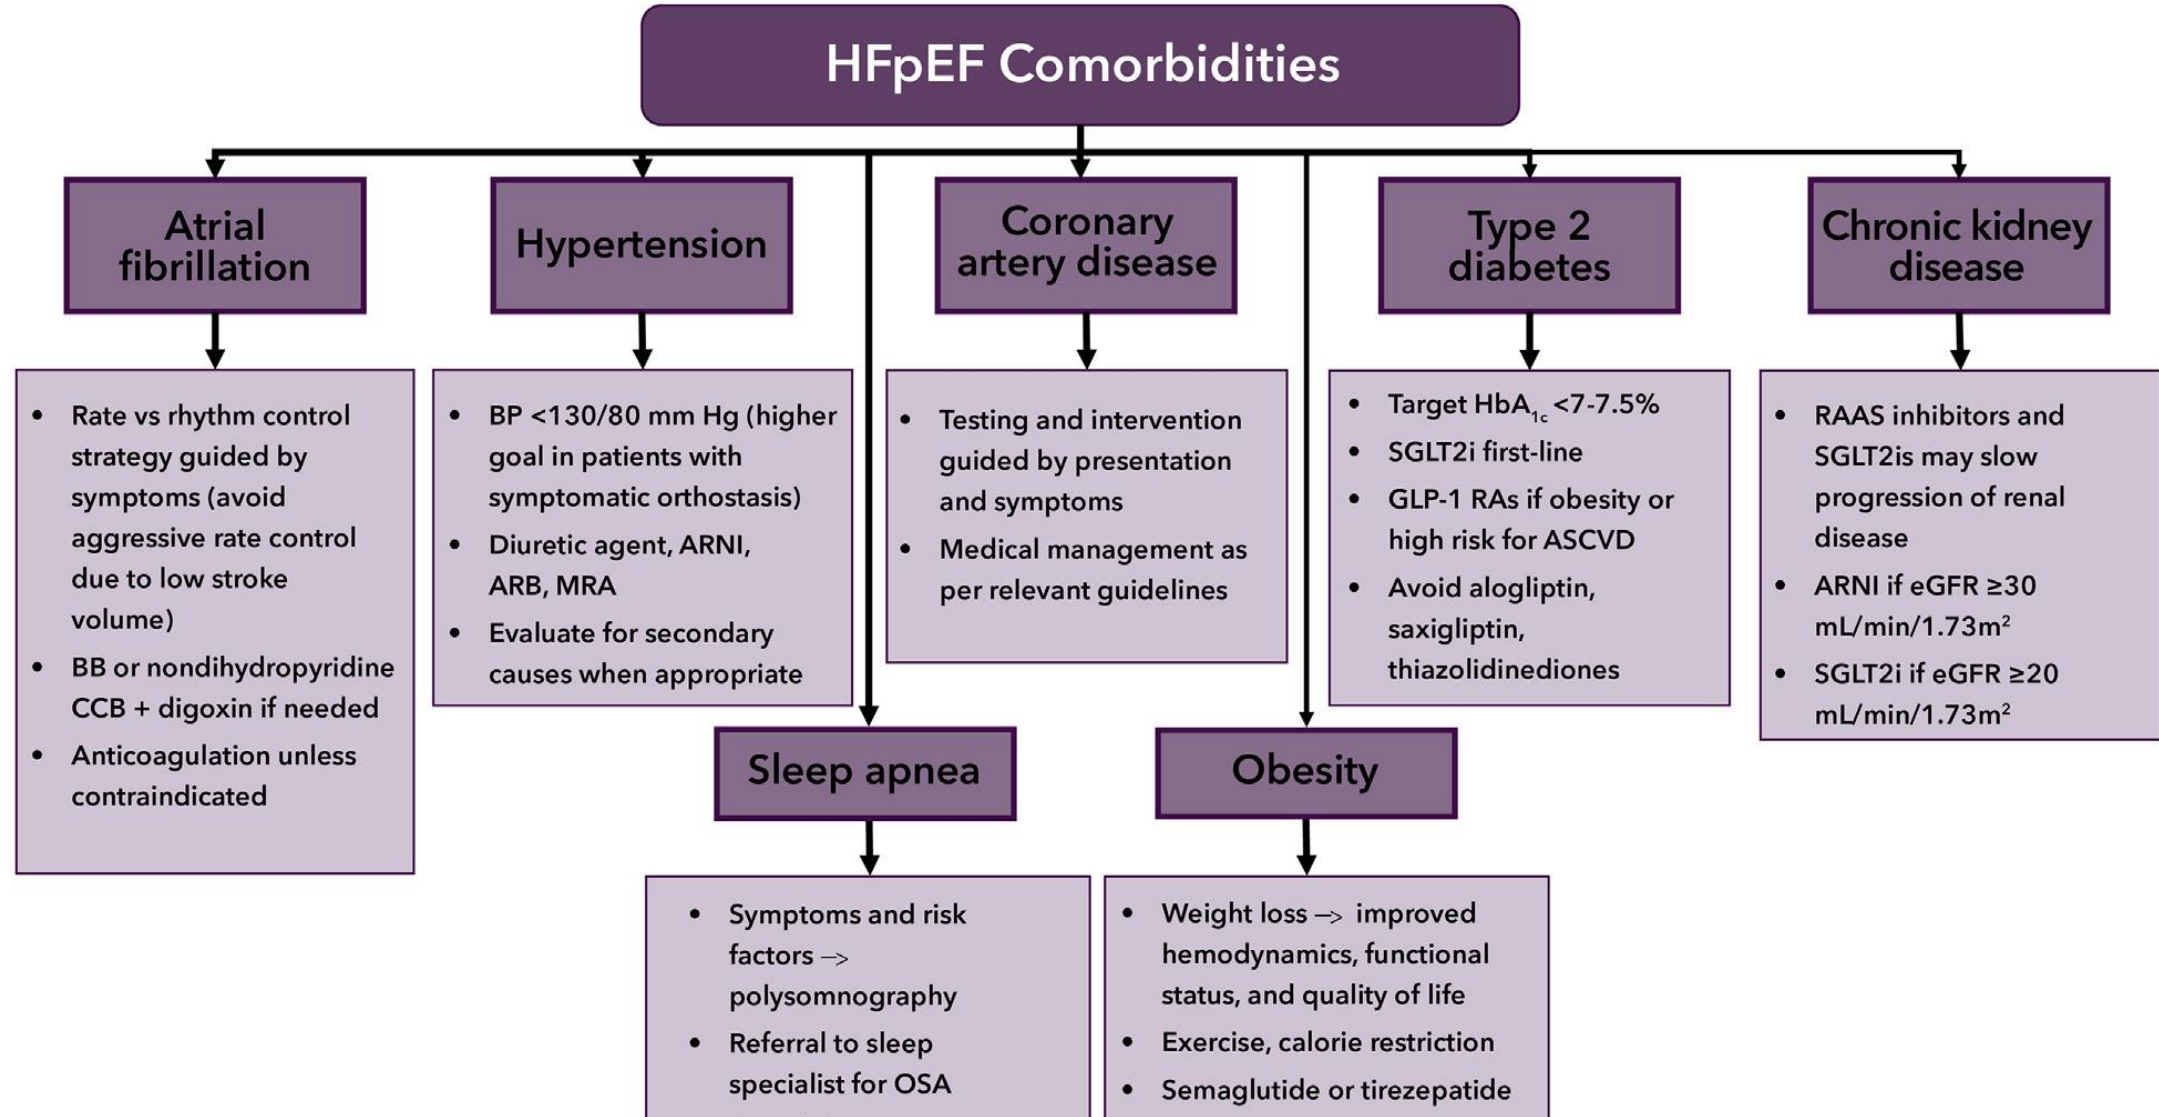 HFpEF Comorbidities
Atrial
fibrillation
• Rate vs rhythm control
strategy guided by
symptoms (avoid
aggressive rate control
due to low stroke
volume)
• BB or nondihydropyridine
CCB + digoxin if needed
• Anticoagulation unless
contraindicated
Hypertension
• BP <130/80 mm Hg (higher
goal in patients with
symptomatic orthostasis)
• Diuretic agent, ARNI,
ARB, MRA
• Evaluate for secondary
causes when appropriate
Coronary
artery disease
• Testing and intervention
guided by presentation
and symptoms
• Medical management as
per relevant guidelines
Type 2
diabetes
• Target HbA1c <7-7.5%
• SGLT2i first-line
• GLP-1 RAs if obesity or
high risk for ASCVD
• Avoid alogliptin,
saxigliptin,
thiazolidinediones
Chronic kidney
disease
• RAAS inhibitors and
SGLT2is may slow
progression of renal
disease
• ARNI if eGFR ≥30
mL/min/1.73m²
• SGLT2i if eGFR ≥20
mL/min/1.73m²
Sleep apnea
• Symptoms and risk
factors —>
polysomnography
• Referral to sleep
specialist for OSA
Obesity
• Weight loss —> improved
hemodynamics, functional
status, and quality of life
• Exercise, calorie restriction
• Semaglutide or tirezepatide